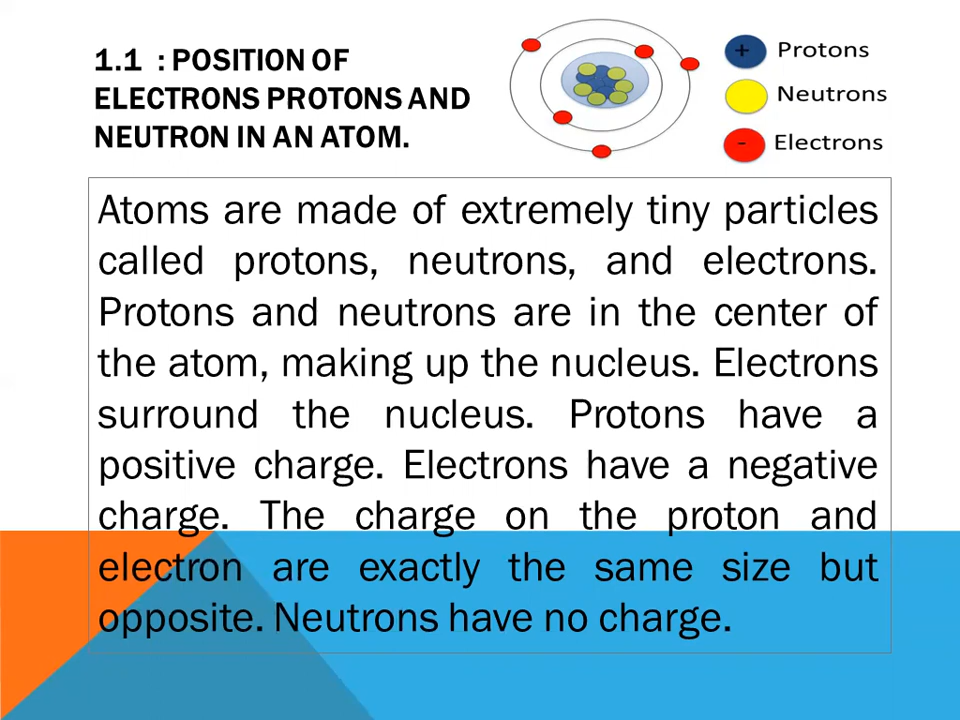 1.1 : POSITION OF
ELECTRONS PROTONS AND
NEUTRON IN AN ATOM.
+ Protons
Neutrons
- Electrons
Atoms are made of extremely tiny particles
called protons, neutrons, and electrons.
Protons and neutrons are in the center of
the atom, making up the nucleus. Electrons
surround the nucleus. Protons have a
positive charge. Electrons have a negative
charge. The charge on the proton and
electron are exactly the same size but
opposite. Neutrons have no charge.